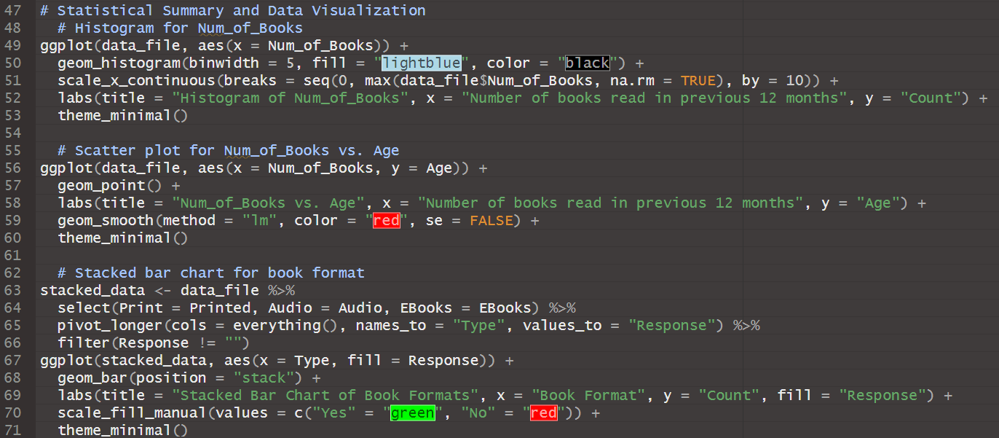 47 # Statistical Summary and Data Visualization
48   # Histogram for Num_of_Books
49 ggplot(data_file, aes(x = Num_of_Books)) +
50   geom_histogram(binwidth = 5, fill = "lightblue", color = "black") +
51   scale_x_continuous(breaks = seq(0, max(data_file$Num_of_Books, na.rm = TRUE), by = 10)) +
52   labs(title = "Histogram of Num_of_Books", x = "Number of books read in previous 12 months", y = "Count") +
53   theme_minimal()
54
55   # Scatter plot for Num_of_Books vs. Age
56 ggplot(data_file, aes(x = Num_of_Books, y = Age)) +
57   geom_point() +
58   labs(title = "Num_of_Books vs. Age", x = "Number of books read in previous 12 months", y = "Age") +
59   geom_smooth(method = "lm", color = "red", se = FALSE) +
60   theme_minimal()
61
62   # Stacked bar chart for book format
63 stacked_data <- data_file %>%
64   select(Print = Printed, Audio = Audio, EBooks = EBooks) %>%
65   pivot_longer(cols = everything(), names_to = "Type", values_to = "Response") %>%
66   filter(Response != "")
67 ggplot(stacked_data, aes(x = Type, fill = Response)) +
68   geom_bar(position = "stack") +
69   labs(title = "Stacked Bar Chart of Book Formats", x = "Book Format", y = "Count", fill = "Response") +
70   scale_fill_manual(values = c("Yes" = "green", "No" = "red")) +
71   theme_minimal()